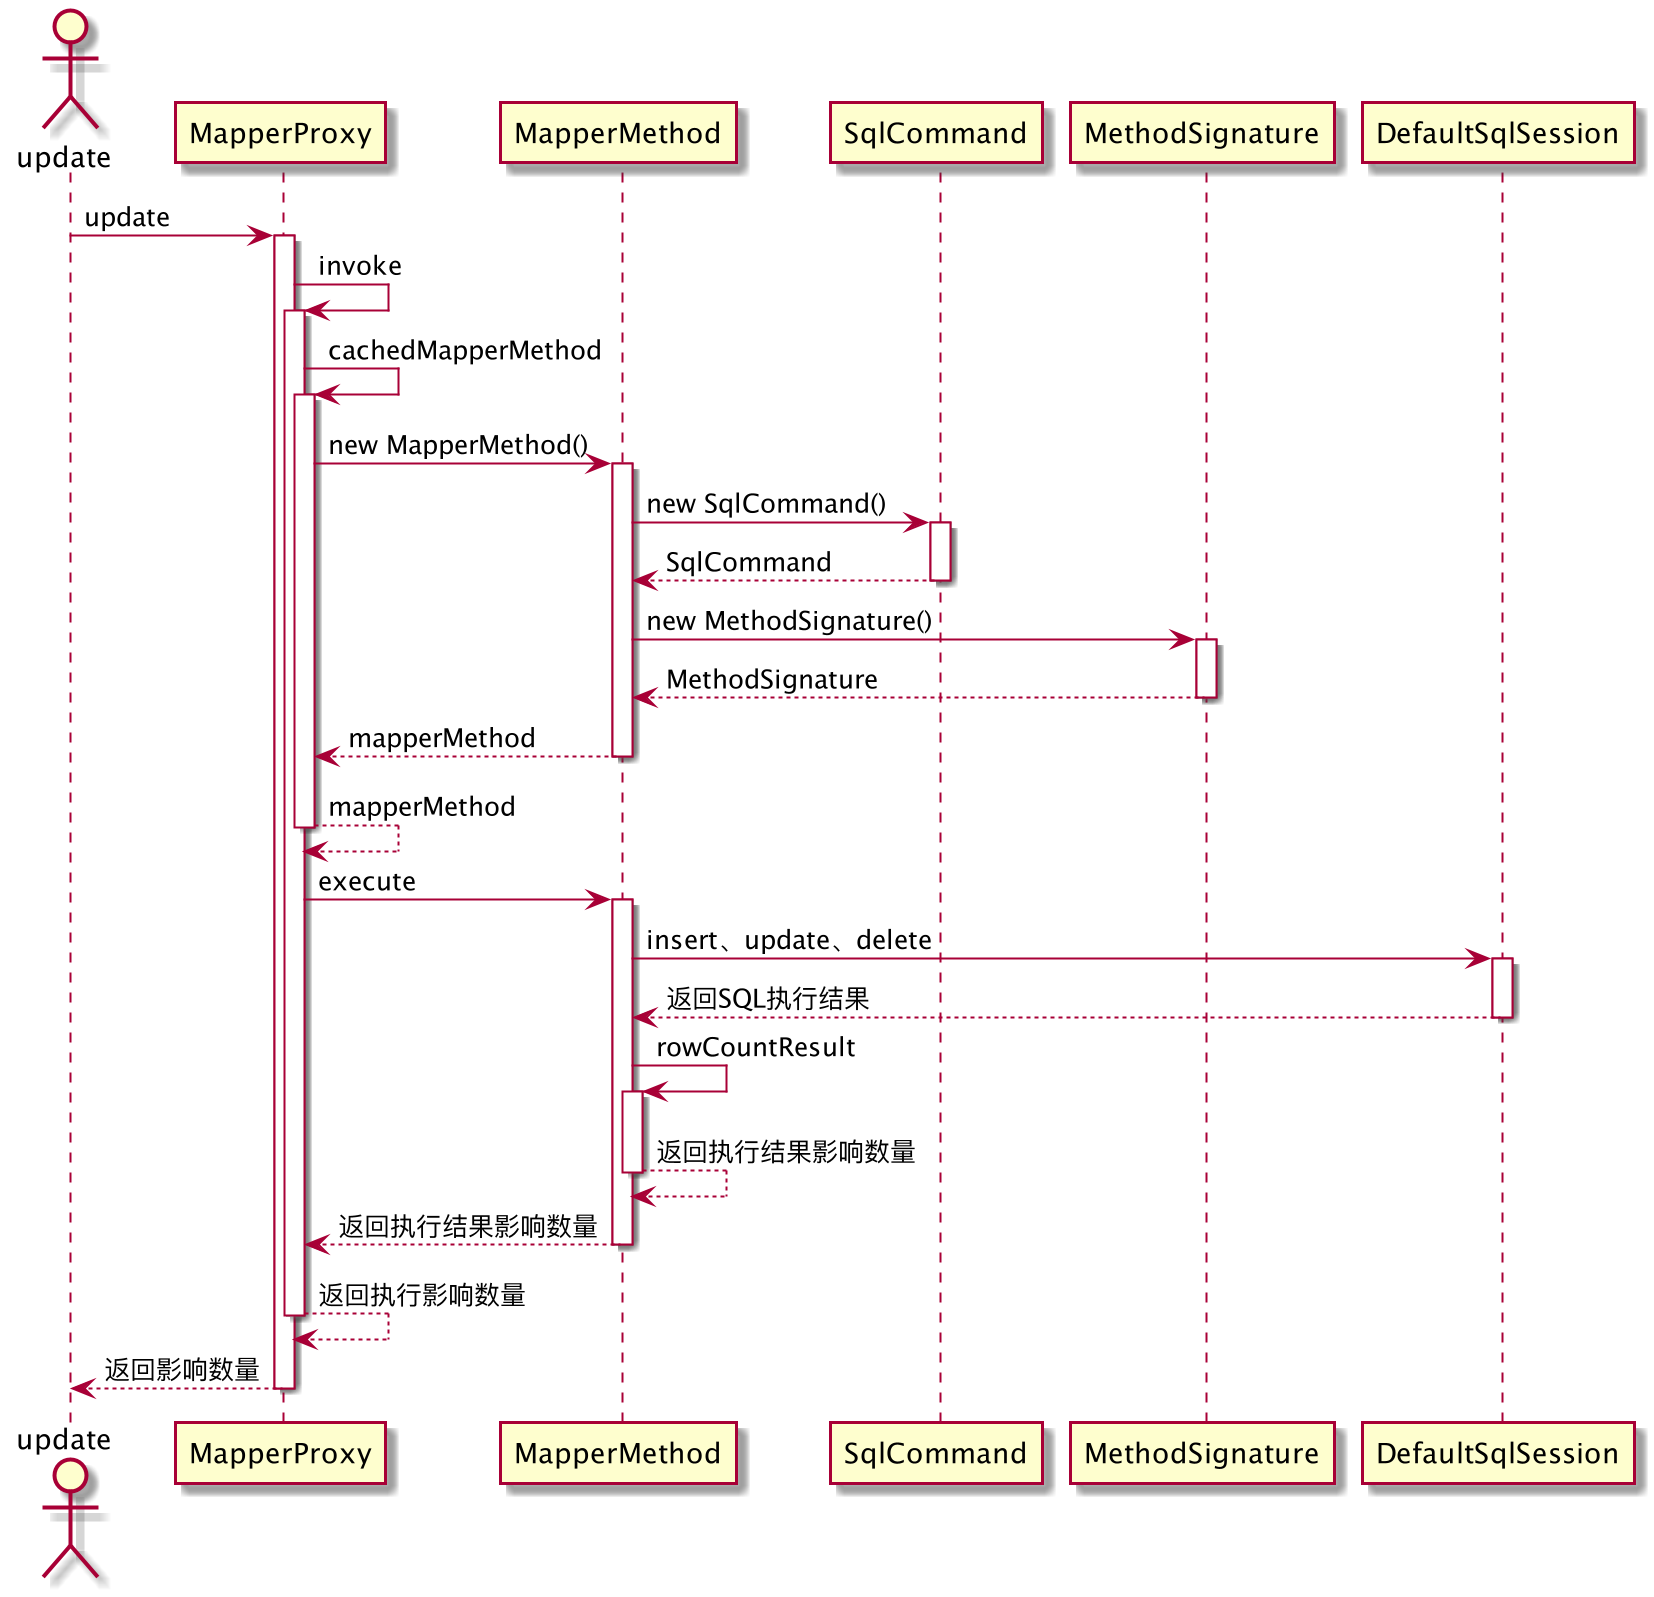 update
MapperProxy
MapperMethod
SqlCommand
MethodSignature
DefaultSqlSession
update
invoke
cachedMapperMethod
new MapperMethod()
new SqlCommand()
SqlCommand
new MethodSignature()
MethodSignature
mapperMethod
mapperMethod
execute
insert、update、delete
返回SQL执行结果
rowCountResult
返回执行结果影响数量
返回执行结果影响数量
返回执行影响数量
返回影响数量
update
MapperProxy
MapperMethod
SqlCommand
MethodSignature
DefaultSqlSession